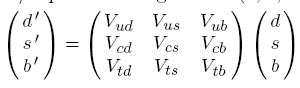 ( d ′ ) = ( V_ud V_us V_ub ) ( d )
( s ′ ) ( V_cd V_cs V_cb ) ( s )
( b ′ ) ( V_td V_ts V_tb ) ( b )